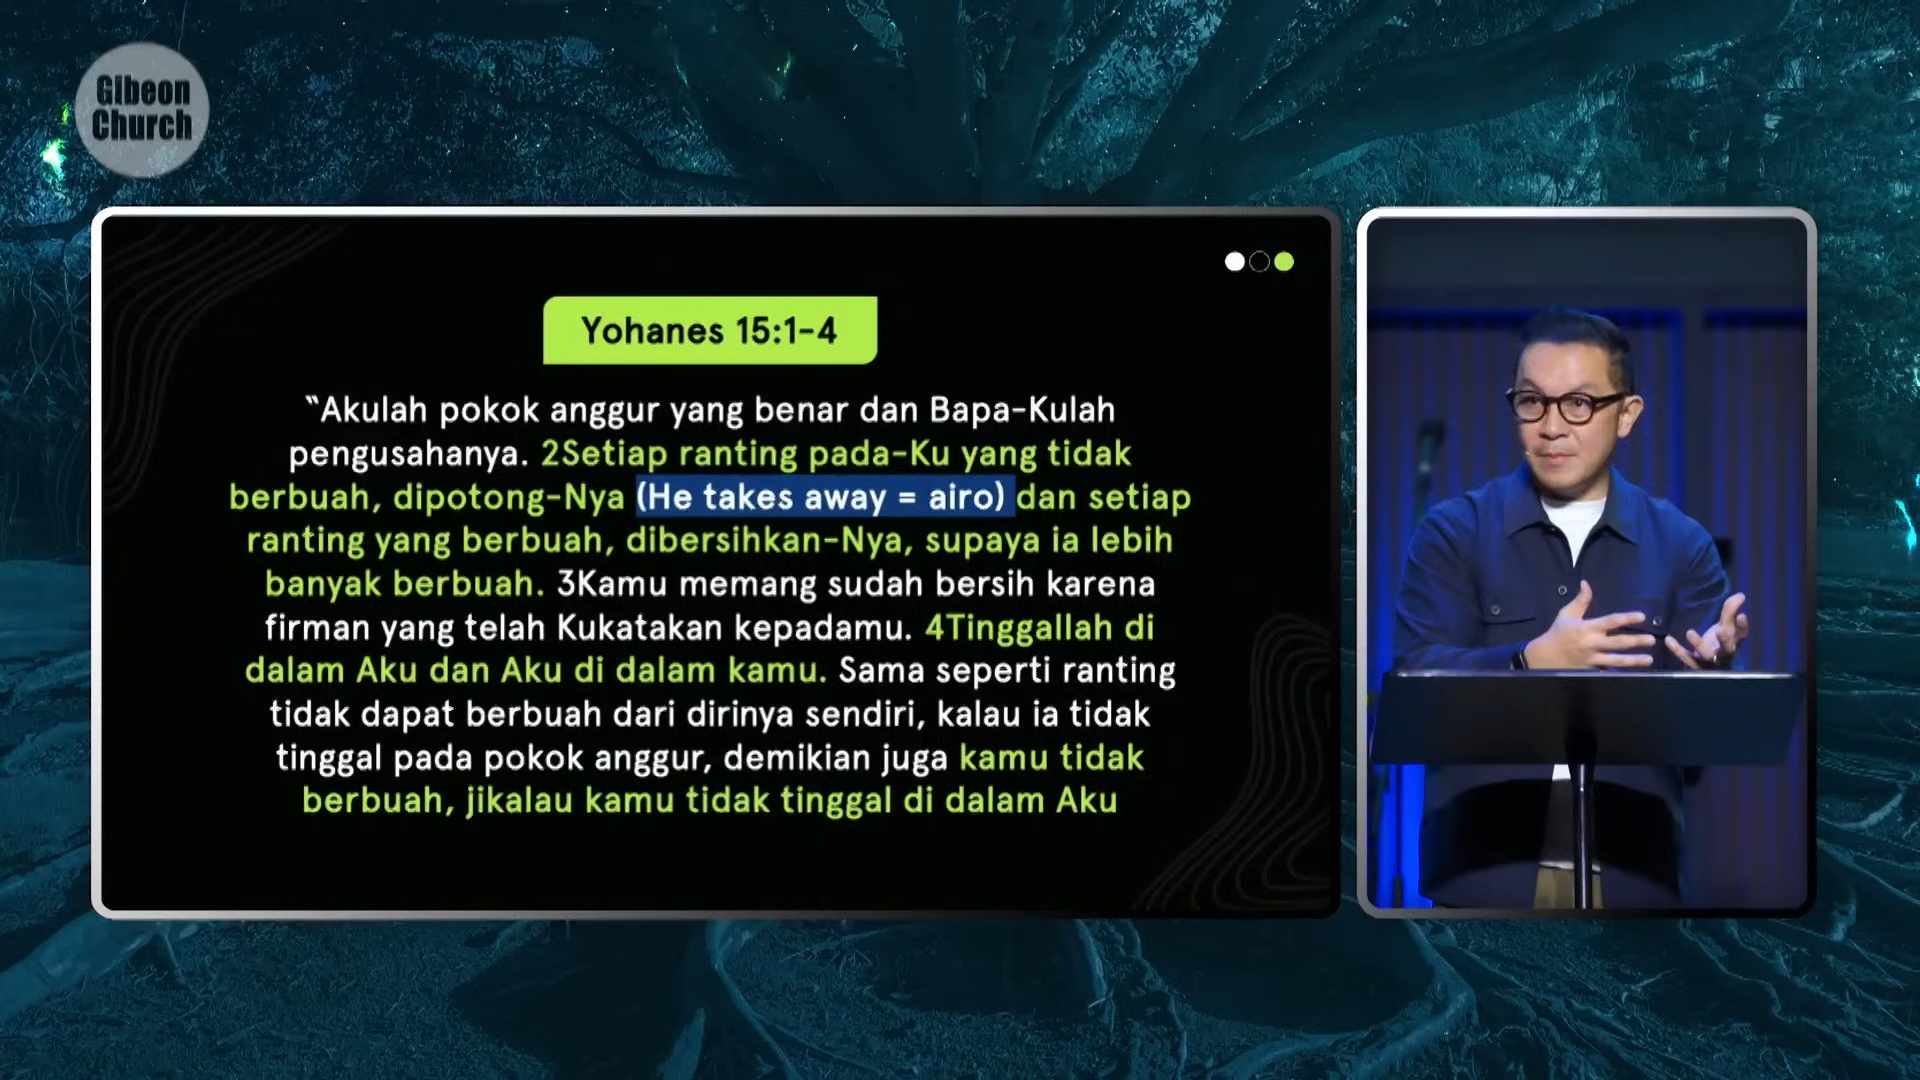 Gibeon
Church
Yohanes 15:1-4
“Akulah pokok anggur yang benar dan Bapa-Kulah
pengusahanya. 2Setiap ranting pada-Ku yang tidak
berbuah, dipotong-Nya (He takes away = airo) dan setiap
ranting yang berbuah, dibersihkan-Nya, supaya ia lebih
banyak berbuah. 3Kamu memang sudah bersih karena
firman yang telah Kukatakan kepadamu. 4Tinggallah di
dalam Aku dan Aku di dalam kamu. Sama seperti ranting
tidak dapat berbuah dari dirinya sendiri, kalau ia tidak
tinggal pada pokok anggur, demikian juga kamu tidak
berbuah, jikalau kamu tidak tinggal di dalam Aku